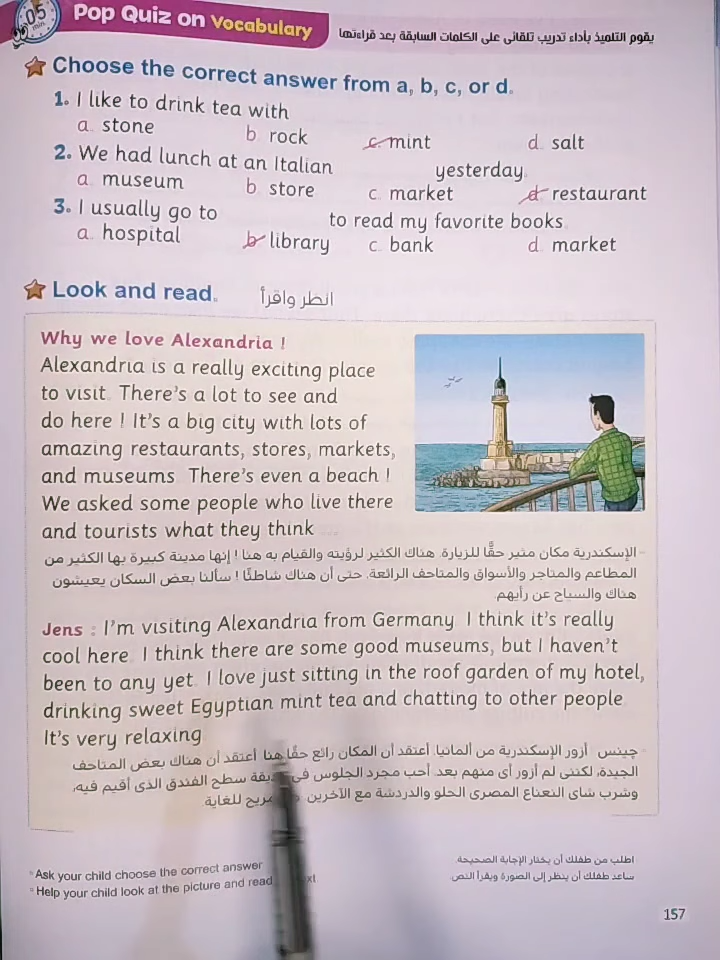 05
min
Pop Quiz on Vocabulary
يقوم التلميذ بأداء تدريب تلقائى على الكلمات السابقة بعد قراءتها
Choose the correct answer from a, b, c, or d.
1. I like to drink tea with
a. stone b. rock c. mint d. salt
2. We had lunch at an Italian yesterday.
a. museum b. store c. market d. restaurant
3. I usually go to to read my favorite books.
a. hospital b. library c. bank d. market
Look and read. انظر واقرأ
Why we love Alexandria !
Alexandria is a really exciting place
to visit. There's a lot to see and
do here ! It's a big city with lots of
amazing restaurants, stores, markets,
and museums. There's even a beach !
We asked some people who live there
and tourists what they think ...
- الإسكندرية مكان مثير حقًّا للزيارة. هناك الكثير لرؤيته والقيام به هنا ! إنها مدينة كبيرة بها الكثير من
المطاعم والمتاجر والأسواق والمتاحف الرائعة. حتى أن هناك شاطئًا ! سألنا بعض السكان يعيشون
هناك والسياح عن رأيهم.
Jens : I'm visiting Alexandria from Germany. I think it's really
cool here. I think there are some good museums, but I haven't
been to any yet. I love just sitting in the roof garden of my hotel,
drinking sweet Egyptian mint tea and chatting to other people.
It's very relaxing.
- چينس أزور الإسكندرية من ألمانيا. أعتقد أن المكان رائع حقًا هنا أعتقد أن هناك بعض المتاحف
الجيدة، لكننى لم أزور أى منهم بعد. أحب مجرد الجلوس فى سطح الفندق الذى أقيم فيه،
وشرب شاى النعناع المصرى الحلو والدردشة مع الآخرين للغاية
Ask your child choose the correct answer
اطلب من طفلك أن يختار الإجابة الصحيحة.
Help your child look at the picture and read
ساعد طفلك أن ينظر إلى الصورة ويقرأ النص.
157